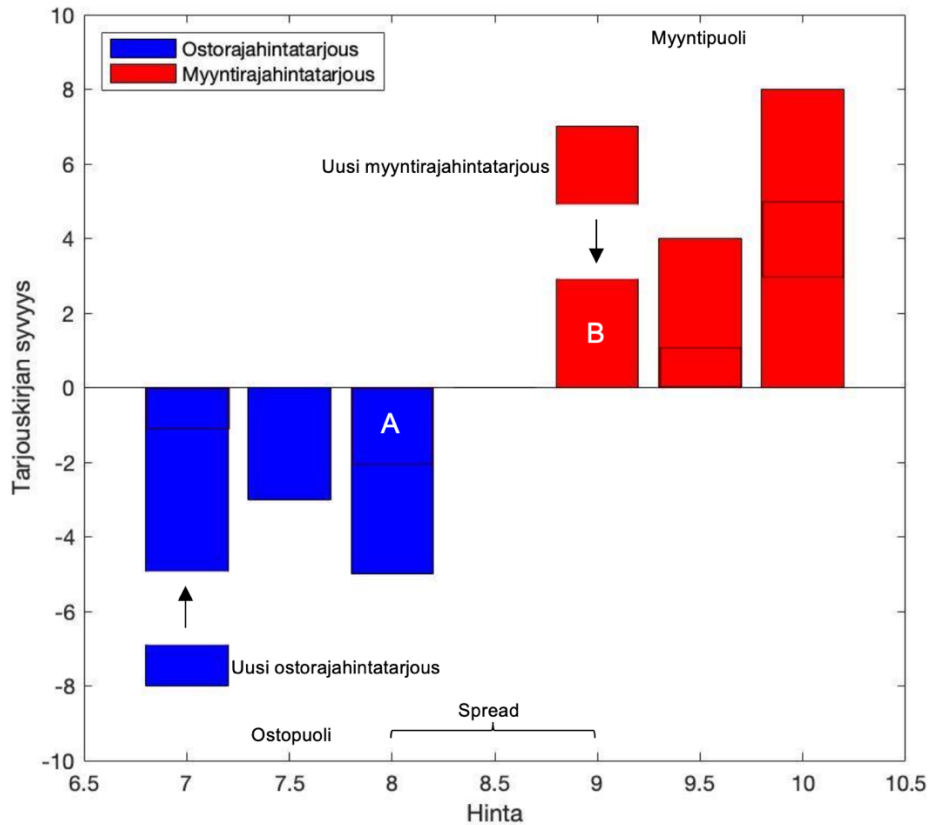 10
Ostorajahintatarjous
Myyntirajahintatarjous
Myyntipuoli
8
Uusi myyntirajahintatarjous
6
4
2
B
0
A
-2
-4
-6
Uusi ostorajahintatarjous
-8
Spread
Ostopuoli
-10
6.5 7 7.5 8 8.5 9 9.5 10 10.5
Hinta
Tarjouskirjan syvyys